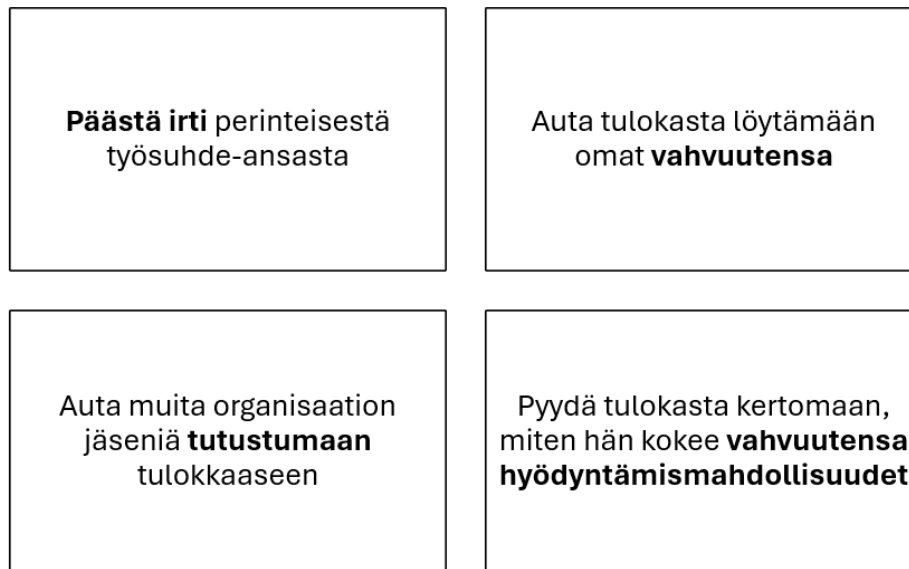 Päästä irti perinteisestä
työsuhde-ansasta
Auta tulokasta löytämään
omat vahvuutensa
Auta muita organisaation
jäseniä tutustumaan
tulokkaaseen
Pyydä tulokasta kertomaan,
miten hän kokee vahvuutensa
hyödyntämismahdollisuudet